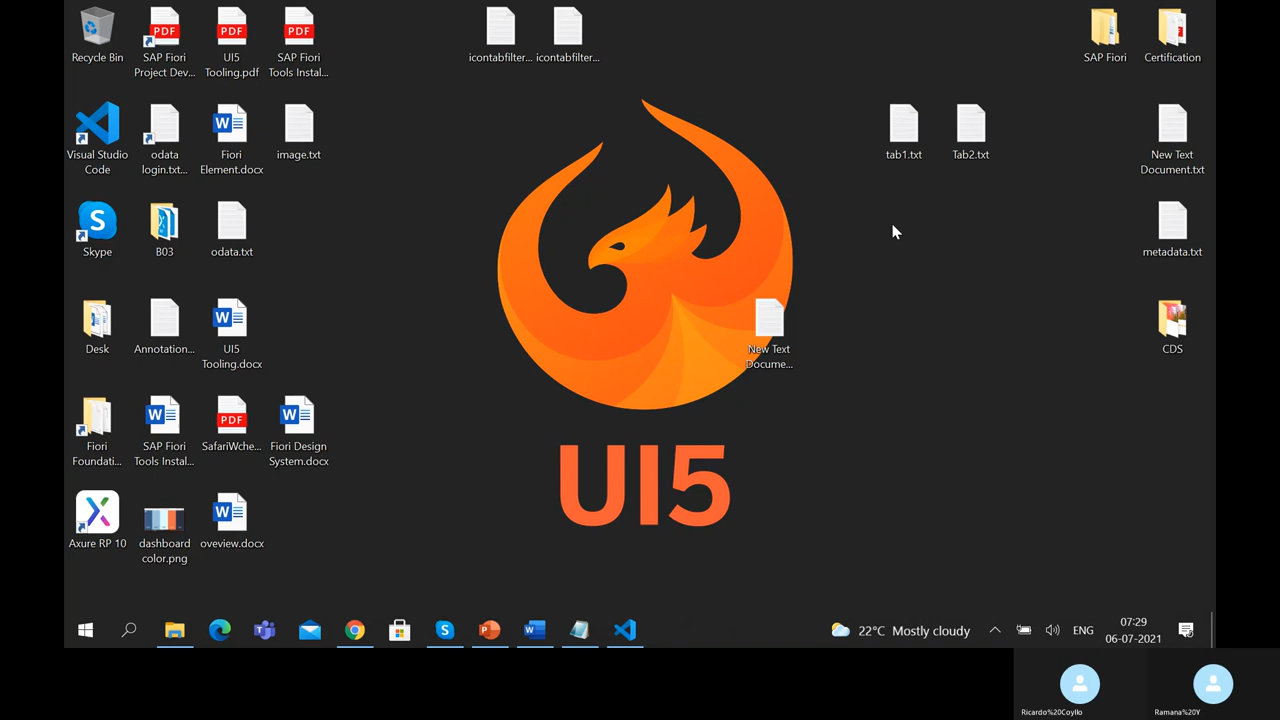 Recycle Bin
SAP Fiori
Project Dev...
UI5
Tooling.pdf
SAP Fiori
Tools Instal...
icontabfilter...
icontabfilter...
SAP Fiori
Certification
Visual Studio
Code
odata
login.txt...
Fiori
Element.docx
image.txt
tab1.txt
Tab2.txt
New Text
Document.txt
Skype
B03
odata.txt
metadata.txt
Desk
Annotation...
UI5
Tooling.docx
New Text
Docume...
CDS
Fiori
Foundati...
SAP Fiori
Tools Instal...
SafariWche...
Fiori Design
System.docx
UI5
Axure RP 10
dashboard
color.png
oveview.docx
22°C Mostly cloudy
ENG
07:29
06-07-2021
Ricardo%20Coyllo
Ramana%20Y